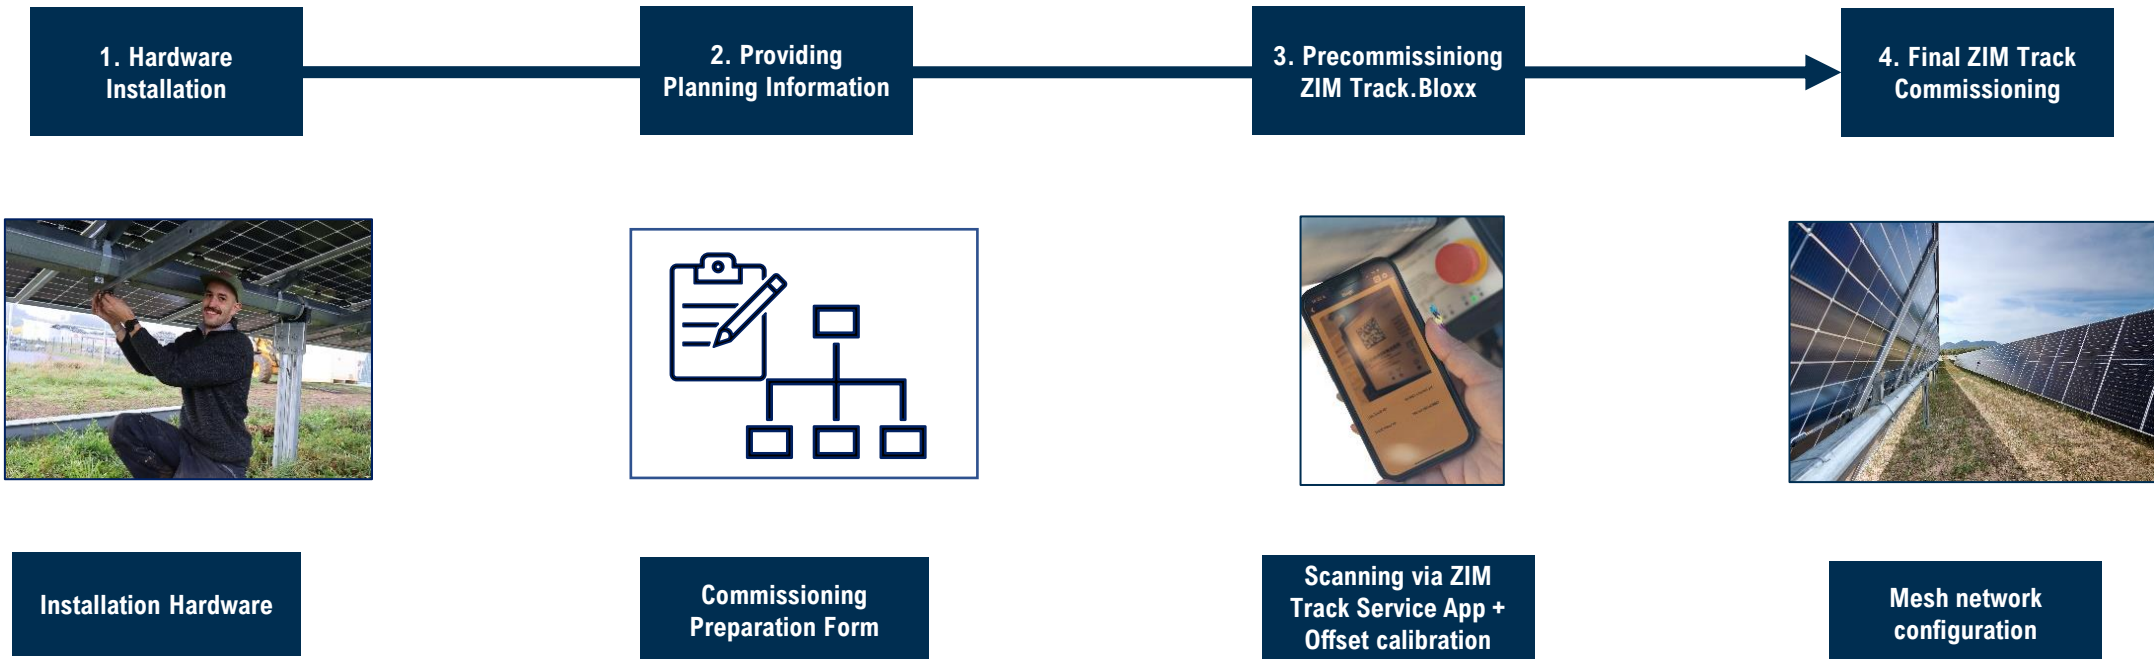 1. Hardware
Installation
2. Providing
Planning Information
3. Precommissiniong
ZIM Track.Bloxx
4. Final ZIM Track
Commissioning
Installation Hardware
Commissioning
Preparation Form
Scanning via ZIM
Track Service App +
Offset calibration
Mesh network
configuration